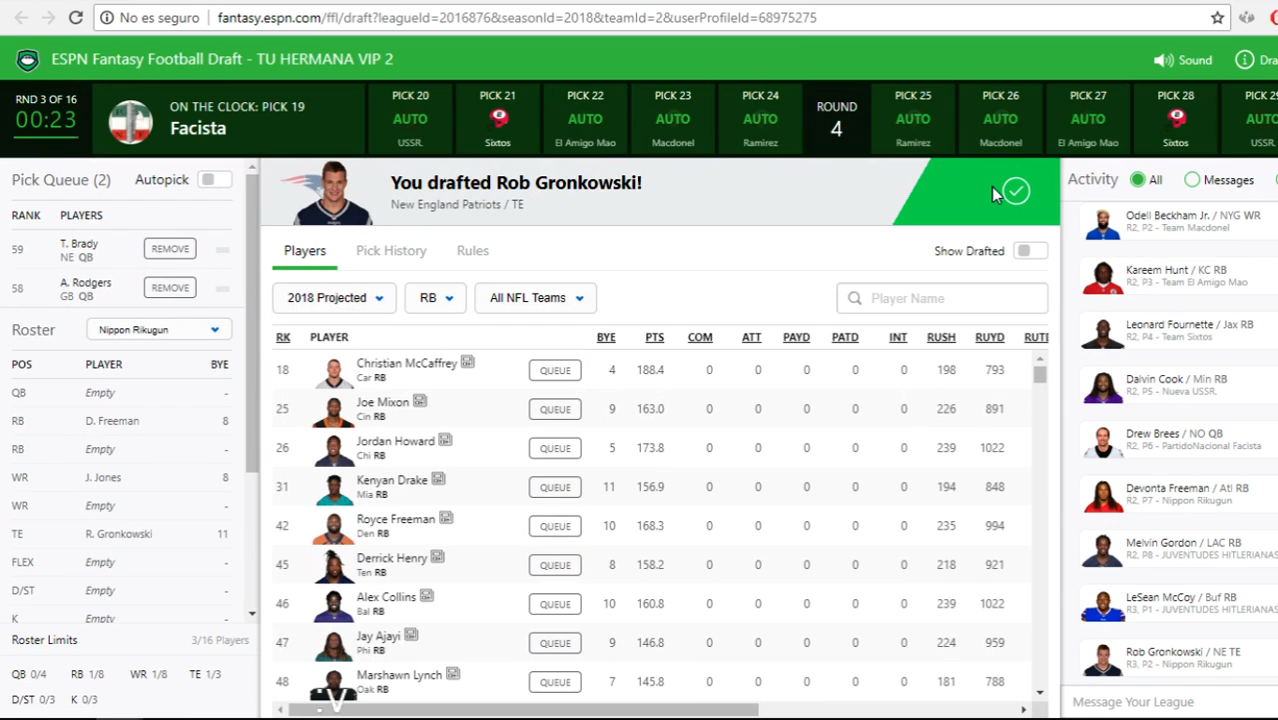 No es seguro
fantasy.espn.com/ffl/draft?leagueId=2016876&seasonId=2018&teamId=2&userProfileId=68975275
ESPN Fantasy Football Draft - TU HERMANA VIP 2
Sound
Dra
RND 3 OF 16
00:23
ON THE CLOCK: PICK 19
Facista
PICK 20
AUTO
USSR.
PICK 21
Sixtos
PICK 22
AUTO
El Amigo Mao
PICK 23
AUTO
Macdonel
PICK 24
AUTO
Ramirez
ROUND
4
PICK 25
AUTO
Ramirez
PICK 26
AUTO
Macdonel
PICK 27
AUTO
El Amigo Mao
PICK 28
Sixtos
PICK 29
AUTO
USSR.
Pick Queue (2)
Autopick
RANK PLAYERS
59 T. Brady REMOVE
NE QB
58 A. Rodgers REMOVE
GB QB
Roster Nippon Rikugun
POS PLAYER BYE
QB Empty -
RB D. Freeman 8
RB Empty -
WR J. Jones 8
WR Empty -
TE R. Gronkowski 11
FLEX Empty -
D/ST Empty -
K Empty -
Roster Limits 3/16 Players
QB 0/4 RB 1/8 WR 1/8 TE 1/3
D/ST 0/3 K 0/3
You drafted Rob Gronkowski!
New England Patriots / TE
Players Pick History Rules
Show Drafted
2018 Projected RB All NFL Teams Player Name
RK PLAYER BYE PTS COM ATT PAYD PATD INT RUSH RUYD RUTD
18 Christian McCaffrey QUEUE 4 188.4 0 0 0 0 0 198 793
Car RB
25 Joe Mixon QUEUE 9 163.0 0 0 0 0 0 226 891
Cin RB
26 Jordan Howard QUEUE 5 173.8 0 0 0 0 0 239 1022
Chi RB
31 Kenyan Drake QUEUE 11 156.9 0 0 0 0 0 194 848
Mia RB
42 Royce Freeman QUEUE 10 168.3 0 0 0 0 0 235 994
Den RB
45 Derrick Henry QUEUE 8 158.2 0 0 0 0 0 218 921
Ten RB
46 Alex Collins QUEUE 10 160.8 0 0 0 0 0 239 1022
Bal RB
47 Jay Ajayi QUEUE 9 146.8 0 0 0 0 0 224 959
Phi RB
48 Marshawn Lynch QUEUE 7 145.8 0 0 0 0 0 181 788
Oak RB
Activity All Messages
Odell Beckham Jr. / NYG WR
R2, P2 - Team Macdonel
Kareem Hunt / KC RB
R2, P3 - Team El Amigo Mao
Leonard Fournette / Jax RB
R2, P4 - Team Sixtos
Dalvin Cook / Min RB
R2, P5 - Nueva USSR.
Drew Brees / NO QB
R2, P6 - PartidoNacional Facista
Devonta Freeman / Atl RB
R2, P7 - Nippon Rikugun
Melvin Gordon / LAC RB
R2, P8 - JUVENTUDES HITLERIANAS
LeSean McCoy / Buf RB
R3, P1 - JUVENTUDES HITLERIANAS
Rob Gronkowski / NE TE
R3, P2 - Nippon Rikugun
Message Your League